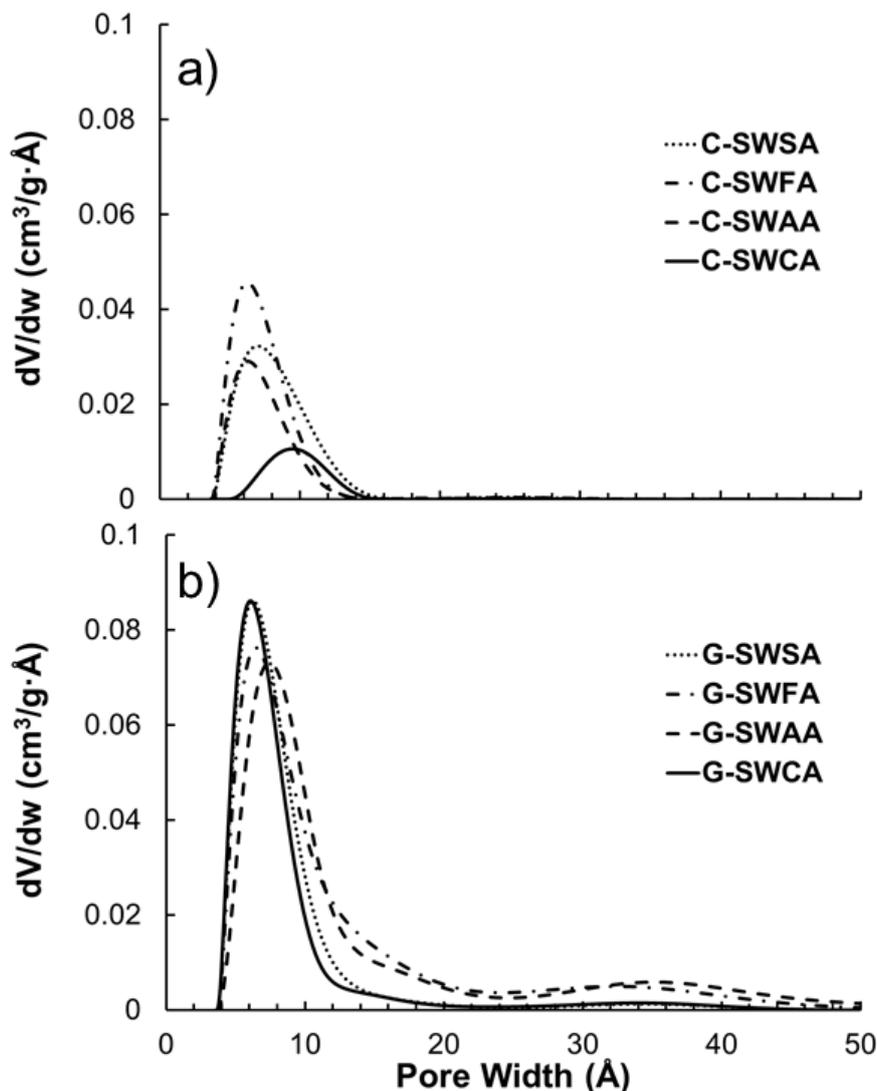 a)
dV/dw (cm³/g·Å)
0.1
0.08
0.06
0.04
0.02
0
C-SWSA
C-SWFA
C-SWAA
C-SWCA
b)
dV/dw (cm³/g·Å)
0.1
0.08
0.06
0.04
0.02
0
G-SWSA
G-SWFA
G-SWAA
G-SWCA
0 10 20 30 40 50
Pore Width (Å)